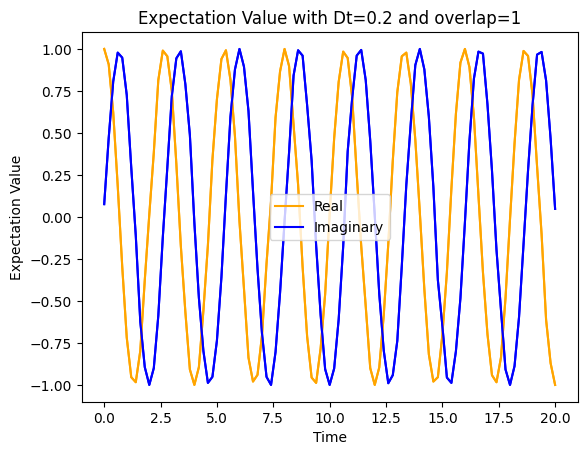 Expectation Value with Dt=0.2 and overlap=1
1.00
0.75
0.50
0.25
0.00
−0.25
−0.50
−0.75
−1.00
Expectation Value
Real
Imaginary
0.0 2.5 5.0 7.5 10.0 12.5 15.0 17.5 20.0
Time